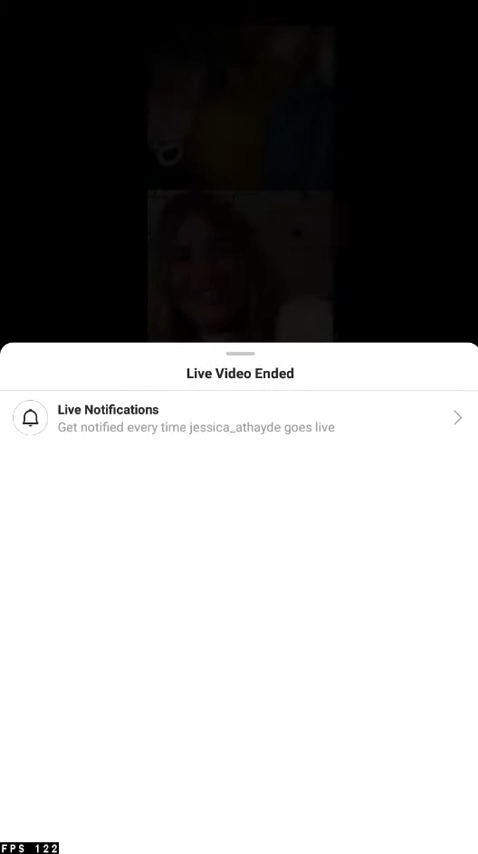 Live Video Ended
Live Notifications
Get notified every time jessica_athayde goes live
FPS 122